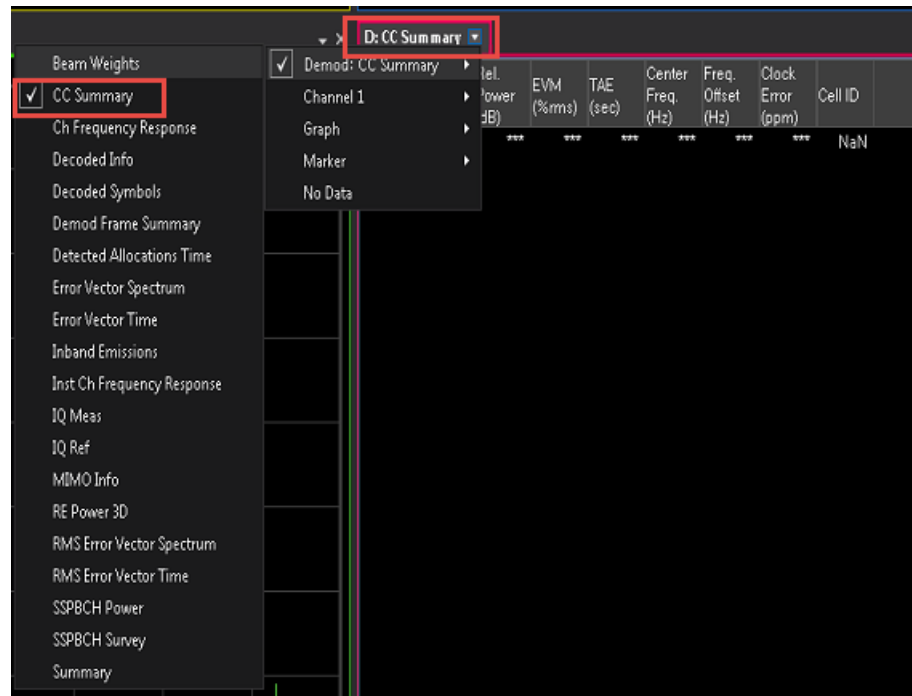 D: CC Summary
Beam Weights
CC Summary
Ch Frequency Response
Decoded Info
Decoded Symbols
Demod Frame Summary
Detected Allocations Time
Error Vector Spectrum
Error Vector Time
Inband Emissions
Inst Ch Frequency Response
IQ Meas
IQ Ref
MIMO Info
RE Power 3D
RMS Error Vector Spectrum
RMS Error Vector Time
SSPBCH Power
SSPBCH Survey
Summary
Demod: CC Summary
Channel 1
Graph
Marker
No Data
EVM TAE Center Freq. Clock
Power (%rms) (sec) Freq. Offset Error Cell ID
(Hz) (Hz) (ppm)
*** *** *** *** *** *** NaN